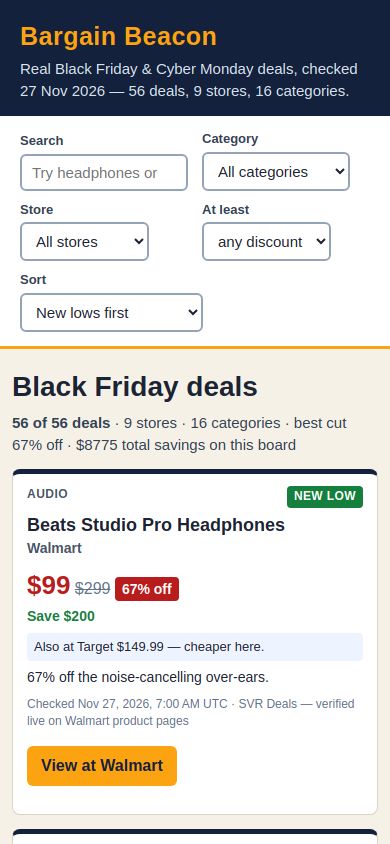 Bargain Beacon
Real Black Friday & Cyber Monday deals, checked
27 Nov 2026 — 56 deals, 9 stores, 16 categories.
Search
Category
Try headphones or
All categories
Store
At least
All stores
any discount
Sort
New lows first
Black Friday deals
56 of 56 deals · 9 stores · 16 categories · best cut
67% off · $8775 total savings on this board
AUDIO
NEW LOW
Beats Studio Pro Headphones
Walmart
$99 $299 67% off
Save $200
Also at Target $149.99 — cheaper here.
67% off the noise-cancelling over-ears.
Checked Nov 27, 2026, 7:00 AM UTC · SVR Deals — verified
live on Walmart product pages
View at Walmart